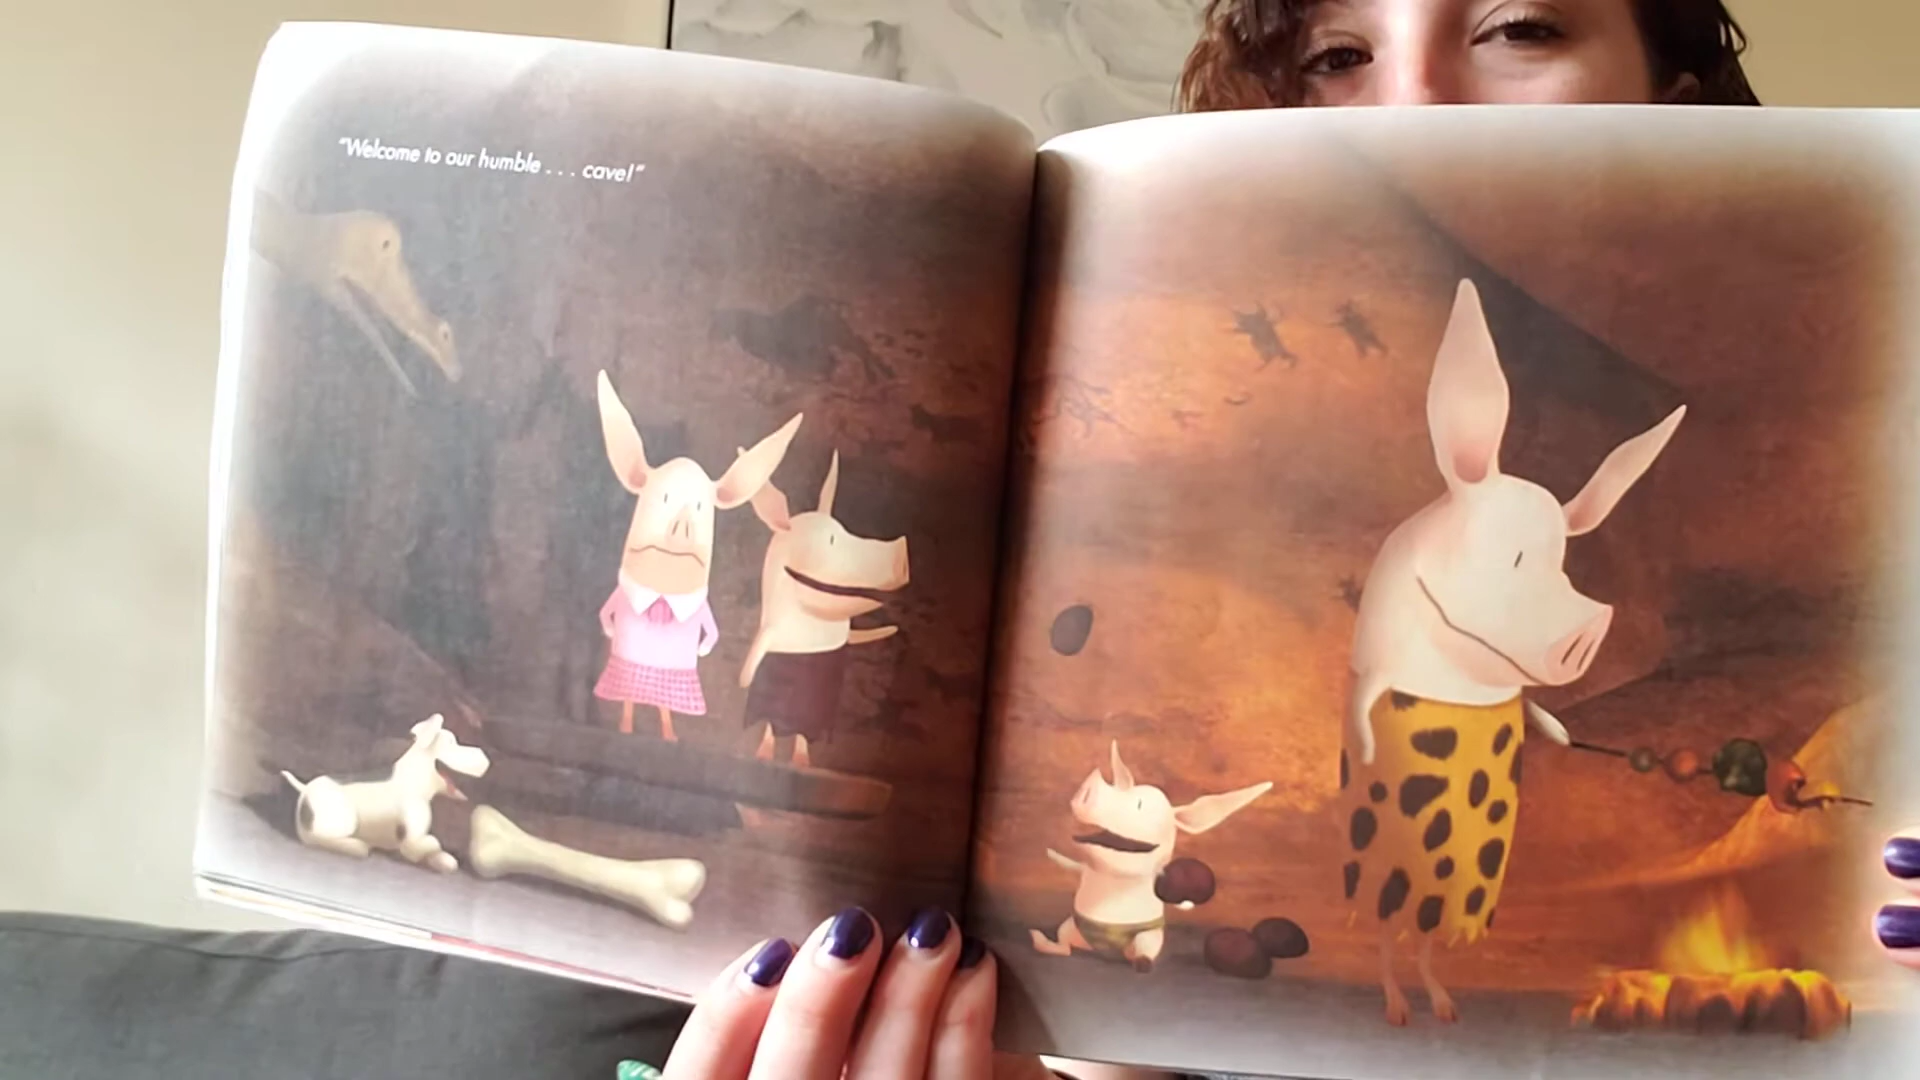 “Welcome to our humble . . . cave!”